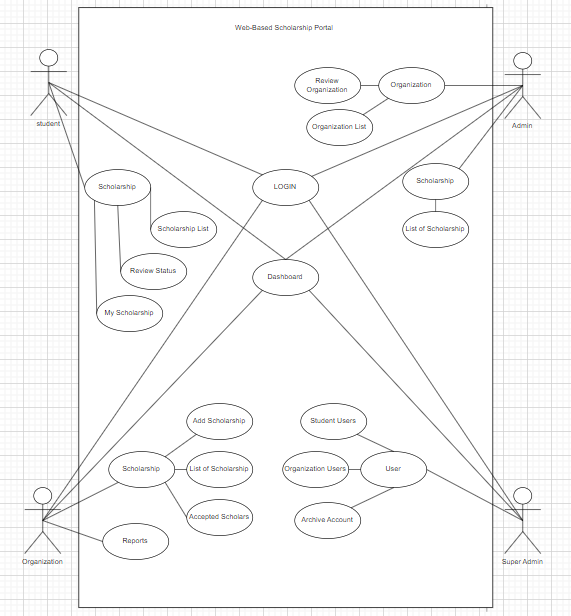 Web-Based Scholarship Portal
Review
Organization
Organization
Organization List
student
Admin
Scholarship
LOGIN
Scholarship
Scholarship List
List of Scholarship
Review Status
Dashboard
My Scholarship
Add Scholarship
Student Users
Scholarship
List of Scholarship
Organization Users
User
Accepted Scholars
Archive Account
Reports
Organization
Super Admin